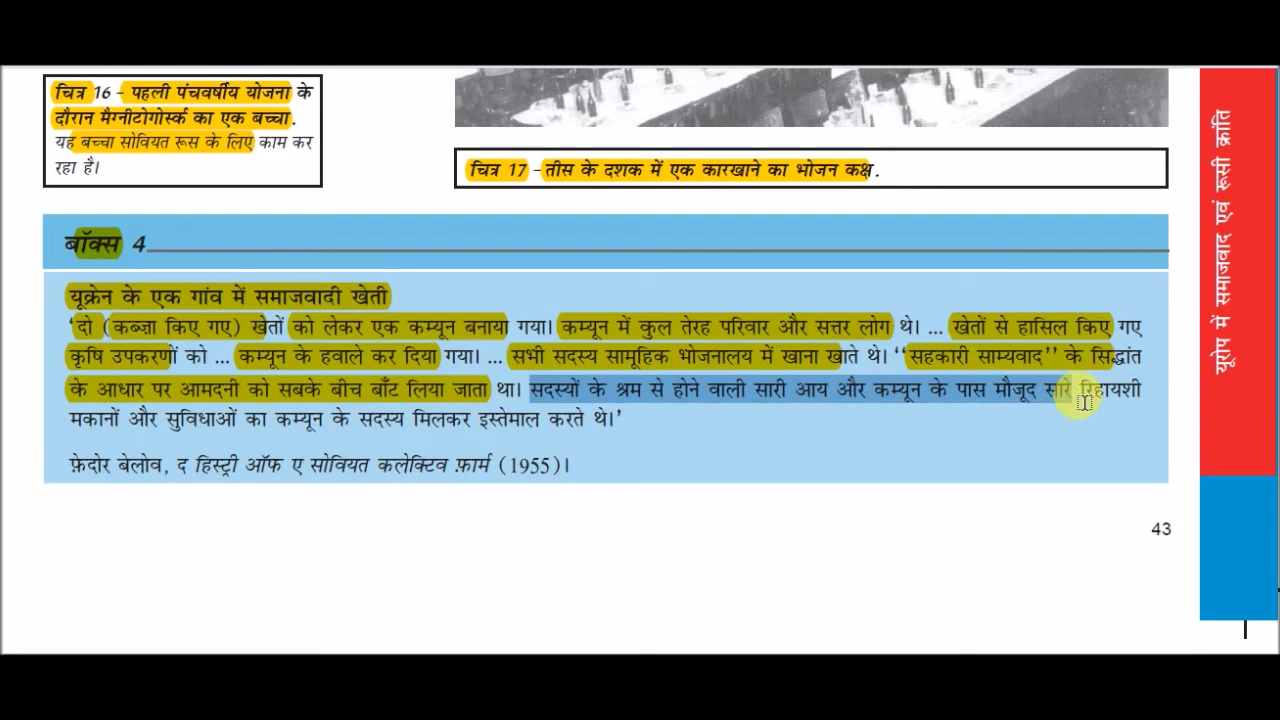 चित्र 16 - पहली पंचवर्षीय योजना के
दौरान मैग्नीटोगोर्स्क का एक बच्चा.
यह बच्चा सोवियत रूस के लिए काम कर
रहा है।
चित्र 17 - तीस के दशक में एक कारखाने का भोजन कक्ष.
बॉक्स 4
यूक्रेन के एक गांव में समाजवादी खेती
'दो (कब्ज़ा किए गए) खेतों को लेकर एक कम्यून बनाया गया। कम्यून में कुल तेरह परिवार और सत्तर लोग थे। ... खेतों से हासिल किए गए
कृषि उपकरणों को ... कम्यून के हवाले कर दिया गया। ... सभी सदस्य सामूहिक भोजनालय में खाना खाते थे। ''सहकारी साम्यवाद'' के सिद्धांत
के आधार पर आमदनी को सबके बीच बाँट लिया जाता था। सदस्यों के श्रम से होने वाली सारी आय और कम्यून के पास मौजूद सारे रिहायशी
मकानों और सुविधाओं का कम्यून के सदस्य मिलकर इस्तेमाल करते थे।'
फ़ेदोर बेलोव, द हिस्ट्री ऑफ ए सोवियत कलेक्टिव फ़ार्म (1955)।
43
यूरोप में समाजवाद एवं रूसी क्रांति